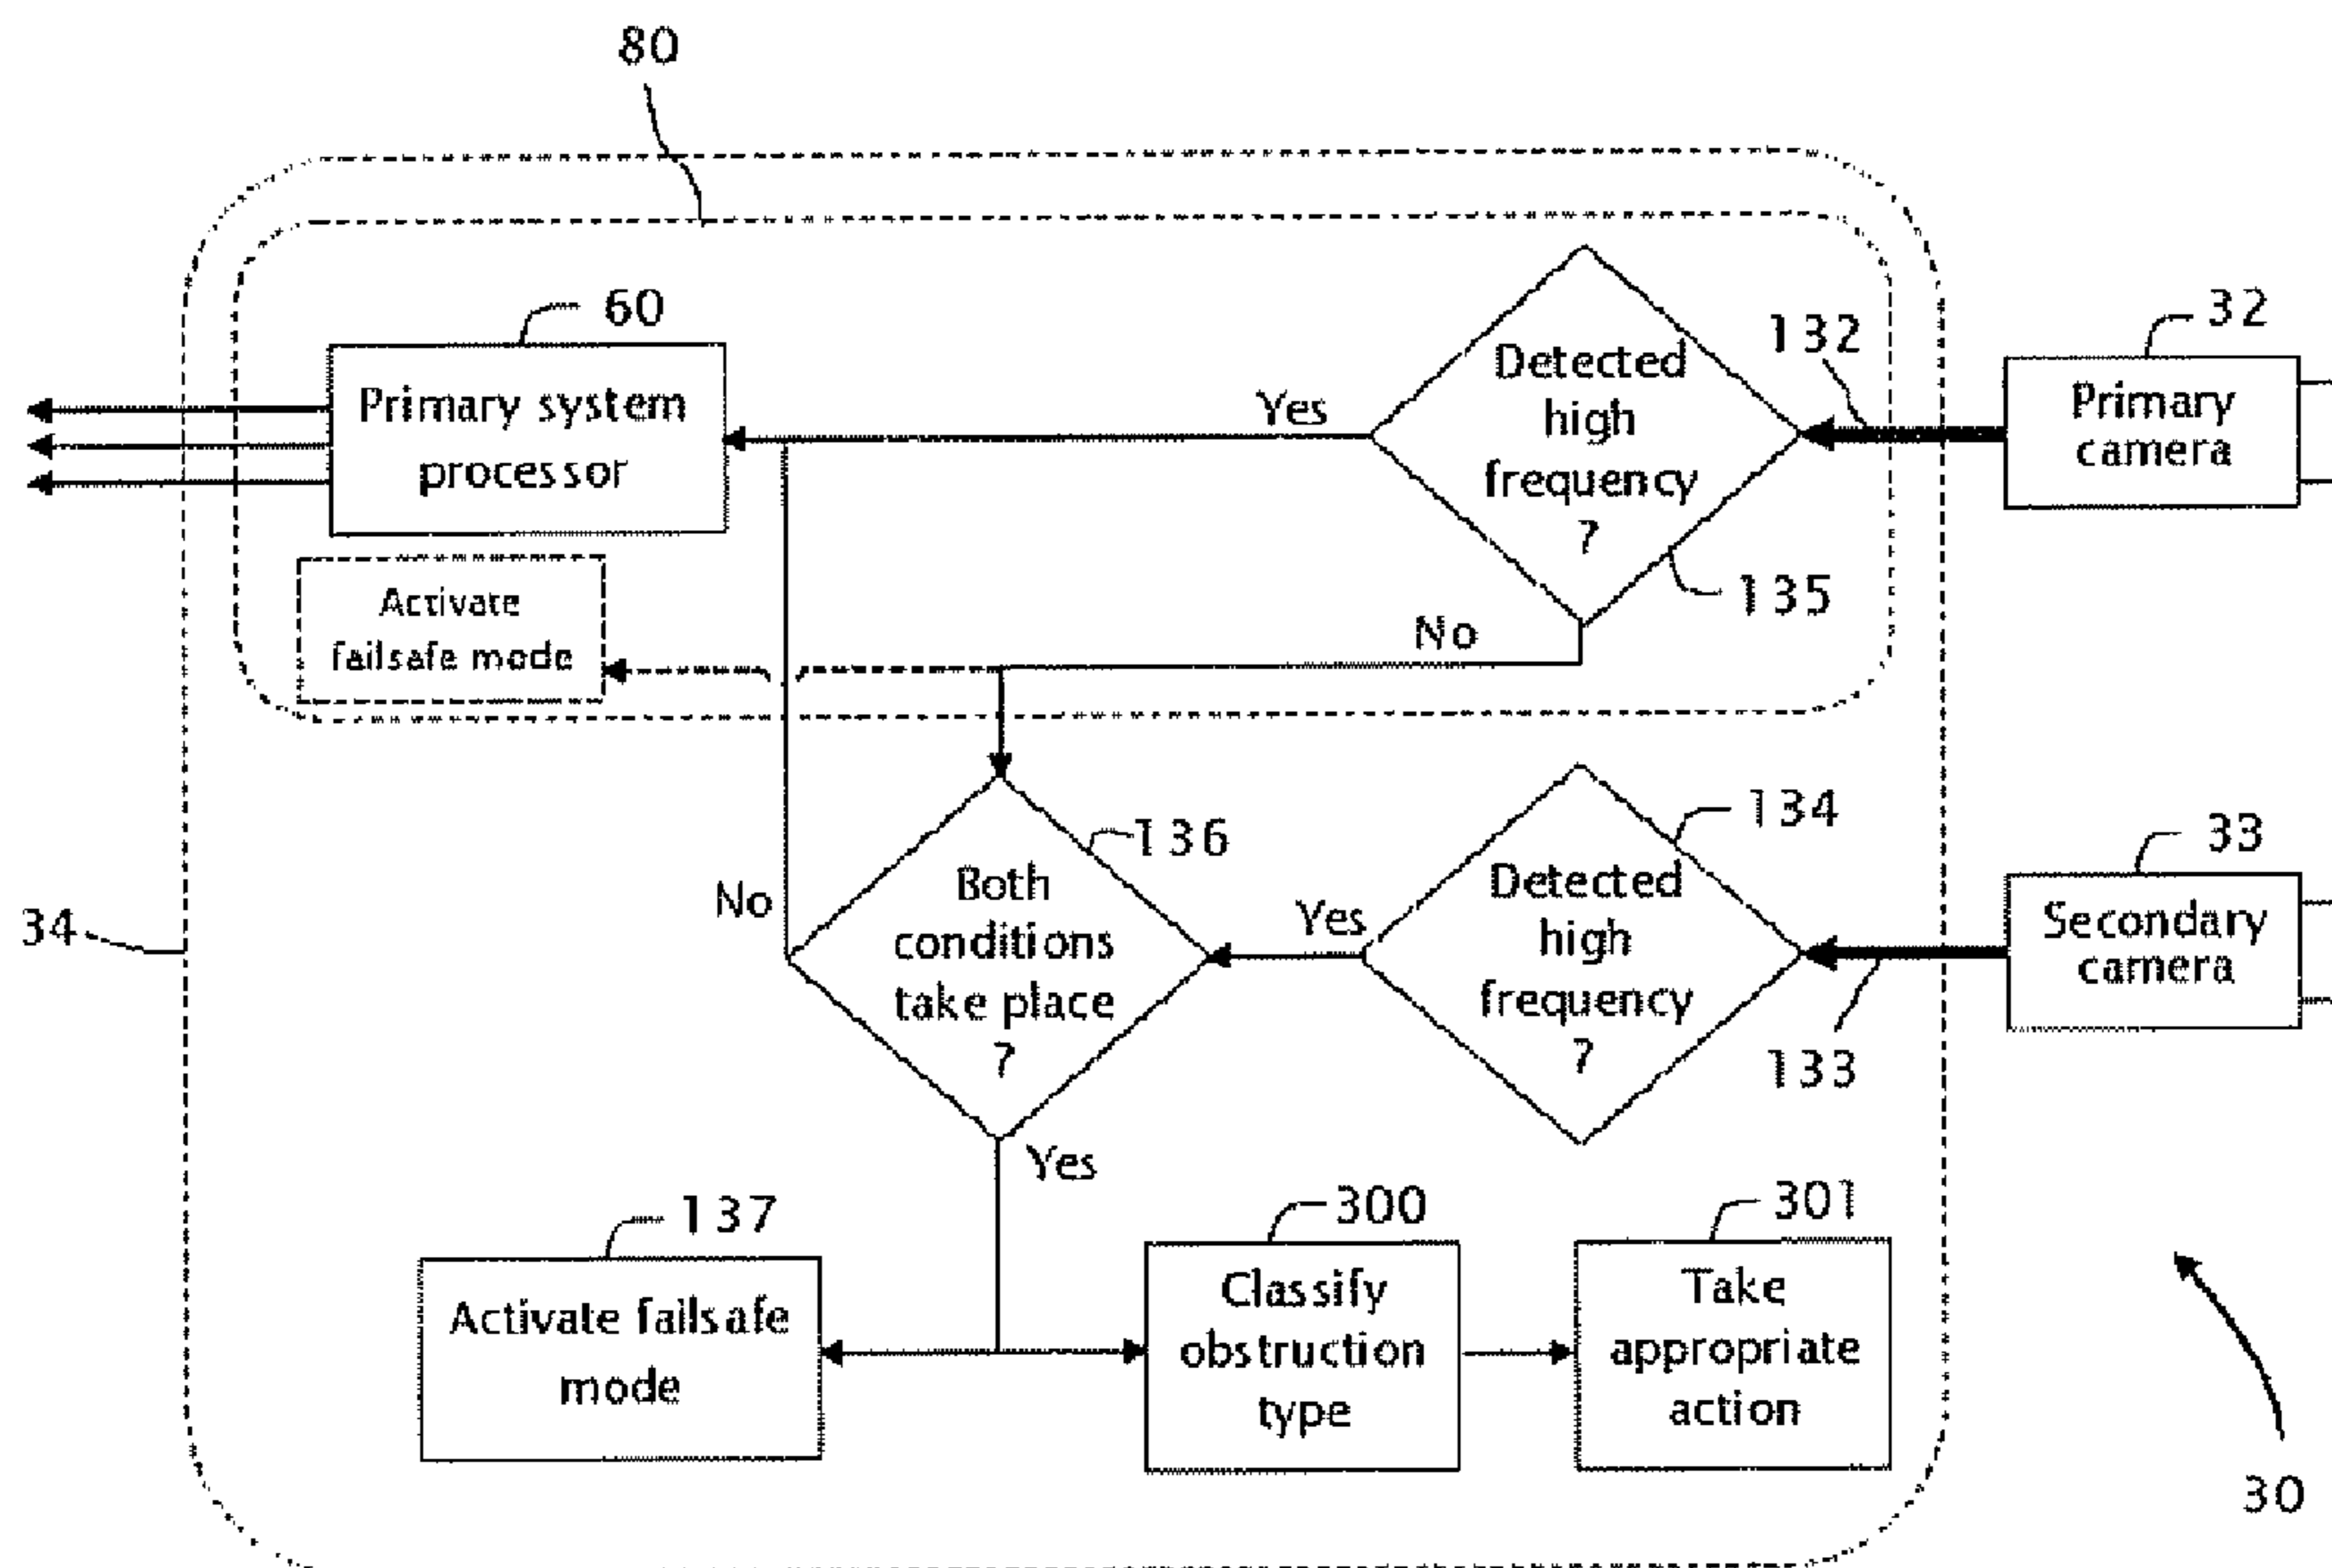 80
60
Primary system
processor
Yes
Detected
high
frequency
?
132
32
Primary
camera
135
Activate
failsafe mode
No
136
Both
conditions
take place
?
No
Yes
134
Detected
high
frequency
?
133
33
Secondary
camera
34
Yes
137
Activate failsafe
mode
300
Classify
obstruction
type
301
Take
appropriate
action
30